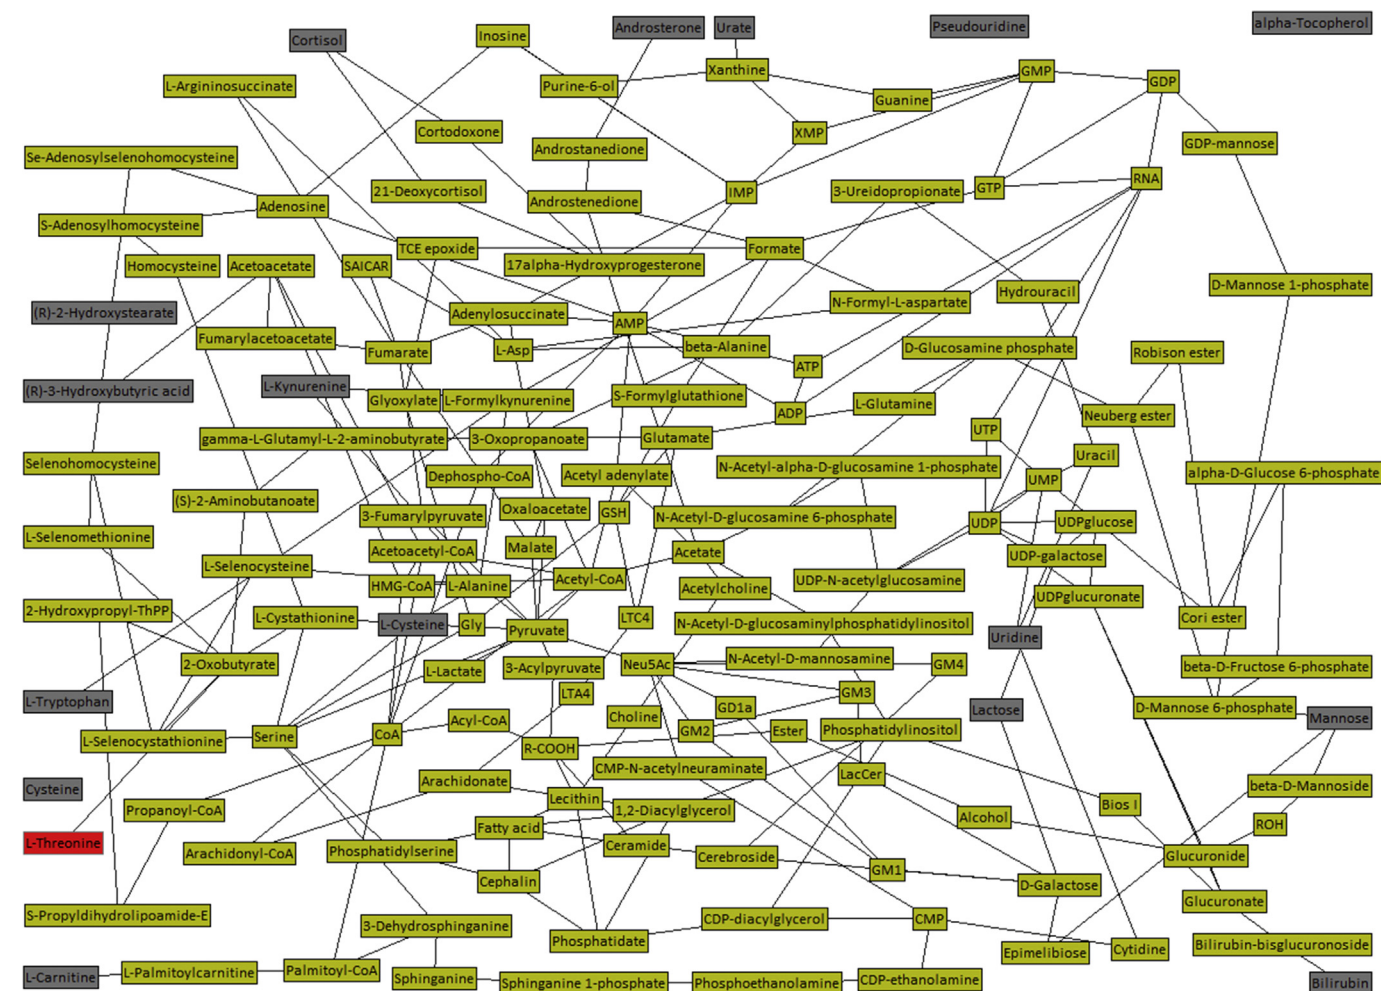 alpha-Tocopherol
Androsterone
Urate
Pseudouridine
Cortisol
Inosine
Xanthine
GMP
GDP
L-Argininosuccinate
Purine-6-ol
Guanine
Cortodoxone
XMP
GDP-mannose
Androstanedione
Se-Adenosylselenohomocysteine
RNA
21-Deoxycortisol
IMP
3-Ureidopropionate
GTP
Androstenedione
Adenosine
S-Adenosylhomocysteine
TCE epoxide
Formate
Homocysteine
Acetoacetate
SAICAR
17alpha-Hydroxyprogesterone
D-Mannose 1-phosphate
Hydrouracil
N-Formyl-L-aspartate
(R)-2-Hydroxystearate
Adenylosuccinate
AMP
Fumarylacetoacetate
Fumarate
L-Asp
beta-Alanine
D-Glucosamine phosphate
Robison ester
ATP
(R)-3-Hydroxybutyric acid
L-Kynurenine
Glyoxylate
L-Formylkynurenine
S-Formylglutathione
L-Glutamine
ADP
Neuberg ester
gamma-L-Glutamyl-L-2-aminobutyrate
3-Oxopropanoate
Glutamate
UTP
Uracil
Selenohomocysteine
Dephospho-CoA
Acetyl adenylate
N-Acetyl-alpha-D-glucosamine 1-phosphate
alpha-D-Glucose 6-phosphate
UMP
(S)-2-Aminobutanoate
3-Fumarylpyruvate
Oxaloacetate
GSH
N-Acetyl-D-glucosamine 6-phosphate
UDP
UDPglucose
L-Selenomethionine
Acetoacetyl-CoA
Malate
Acetate
UDP-galactose
L-Selenocysteine
HMG-CoA
L-Alanine
Acetyl-CoA
Acetylcholine
UDP-N-acetylglucosamine
UDPglucuronate
2-Hydroxypropyl-ThPP
L-Cystathionine
L-Cysteine
Gly
Pyruvate
LTC4
N-Acetyl-D-glucosaminylphosphatidylinositol
Uridine
Cori ester
2-Oxobutyrate
L-Lactate
3-Acylpyruvate
Neu5Ac
N-Acetyl-D-mannosamine
GM4
beta-D-Fructose 6-phosphate
L-Tryptophan
LTA4
GM3
Lactose
D-Mannose 6-phosphate
Mannose
L-Selenocystathionine
Serine
CoA
Acyl-CoA
Choline
GD1a
GM2
Ester
Phosphatidylinositol
R-COOH
Cysteine
Arachidonate
CMP-N-acetylneuraminate
LacCer
beta-D-Mannoside
Propanoyl-CoA
Lecithin
1,2-Diacylglycerol
Alcohol
Bios I
ROH
L-Threonine
Arachidonyl-CoA
Phosphatidylserine
Fatty acid
Ceramide
Cerebroside
Glucuronide
Cephalin
GM1
D-Galactose
Glucuronate
S-Propyldihydrolipoamide-E
3-Dehydrosphinganine
CDP-diacylglycerol
CMP
Phosphatidate
Epimelibiose
Cytidine
Bilirubin-bisglucuronoside
L-Carnitine
L-Palmitoylcarnitine
Palmitoyl-CoA
Sphinganine
Sphinganine 1-phosphate
Phosphoethanolamine
CDP-ethanolamine
Bilirubin